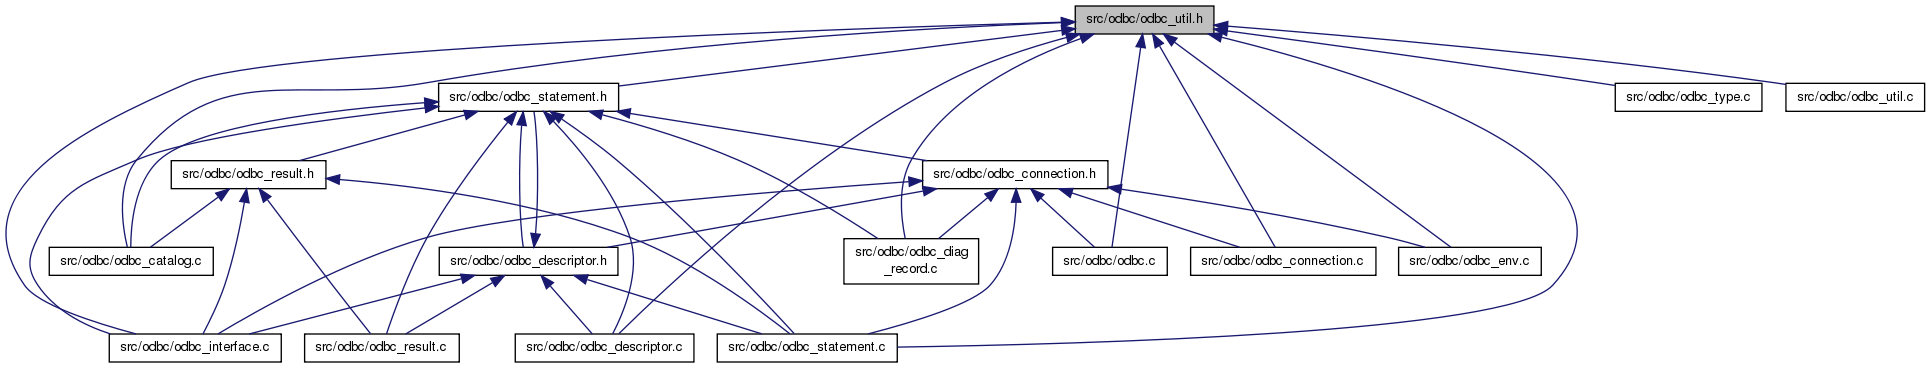 src/odbc/odbc_util.h
src/odbc/odbc_statement.h
src/odbc/odbc_type.c
src/odbc/odbc_util.c
src/odbc/odbc_result.h
src/odbc/odbc_connection.h
src/odbc/odbc_catalog.c
src/odbc/odbc_descriptor.h
src/odbc/odbc_diag
_record.c
src/odbc/odbc.c
src/odbc/odbc_connection.c
src/odbc/odbc_env.c
src/odbc/odbc_interface.c
src/odbc/odbc_result.c
src/odbc/odbc_descriptor.c
src/odbc/odbc_statement.c